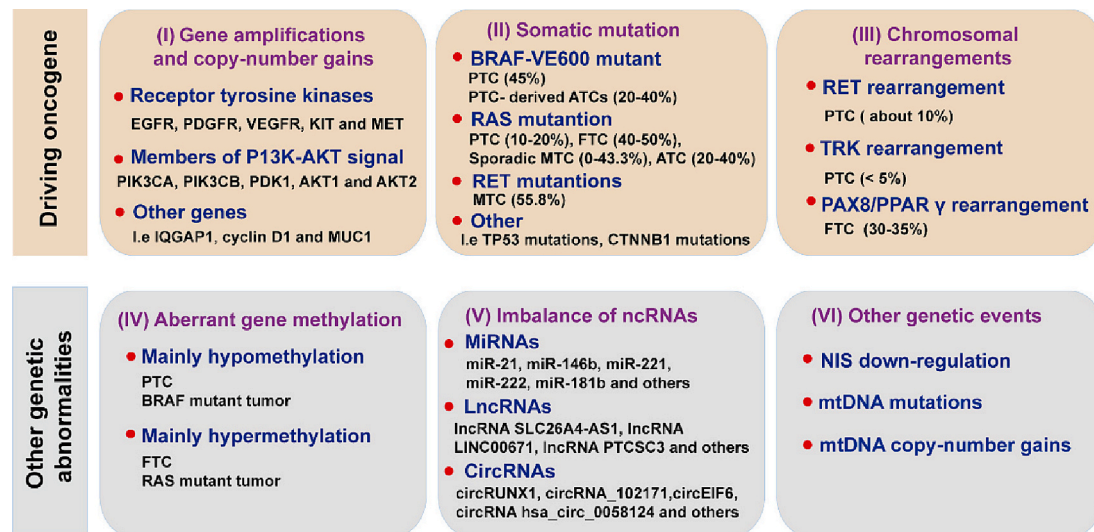 Driving oncogene
(I) Gene amplifications
and copy-number gains
Receptor tyrosine kinases
EGFR, PDGFR, VEGFR, KIT and MET
Members of P13K-AKT signal
PIK3CA, PIK3CB, PDK1, AKT1 and AKT2
Other genes
I.e IQGAP1, cyclin D1 and MUC1
(II) Somatic mutation
BRAF-VE600 mutant
PTC (45%)
PTC- derived ATCs (20-40%)
RAS mutantion
PTC (10-20%), FTC (40-50%),
Sporadic MTC (0-43.3%), ATC (20-40%)
RET mutantions
MTC (55.8%)
Other
I.e TP53 mutations, CTNNB1 mutations
(III) Chromosomal
rearrangements
RET rearrangement
PTC ( about 10%)
TRK rearrangement
PTC (< 5%)
PAX8/PPAR γ rearrangement
FTC (30-35%)
Other genetic
abnormalities
(IV) Aberrant gene methylation
Mainly hypomethylation
PTC
BRAF mutant tumor
Mainly hypermethylation
FTC
RAS mutant tumor
(V) Imbalance of ncRNAs
MiRNAs
miR-21, miR-146b, miR-221,
miR-222, miR-181b and others
LncRNAs
lncRNA SLC26A4-AS1, lncRNA
LINC00671, lncRNA PTCSC3 and others
CircRNAs
circRUNX1, circRNA_102171,circEIF6,
circRNA hsa_circ_0058124 and others
(VI) Other genetic events
NIS down-regulation
mtDNA mutations
mtDNA copy-number gains